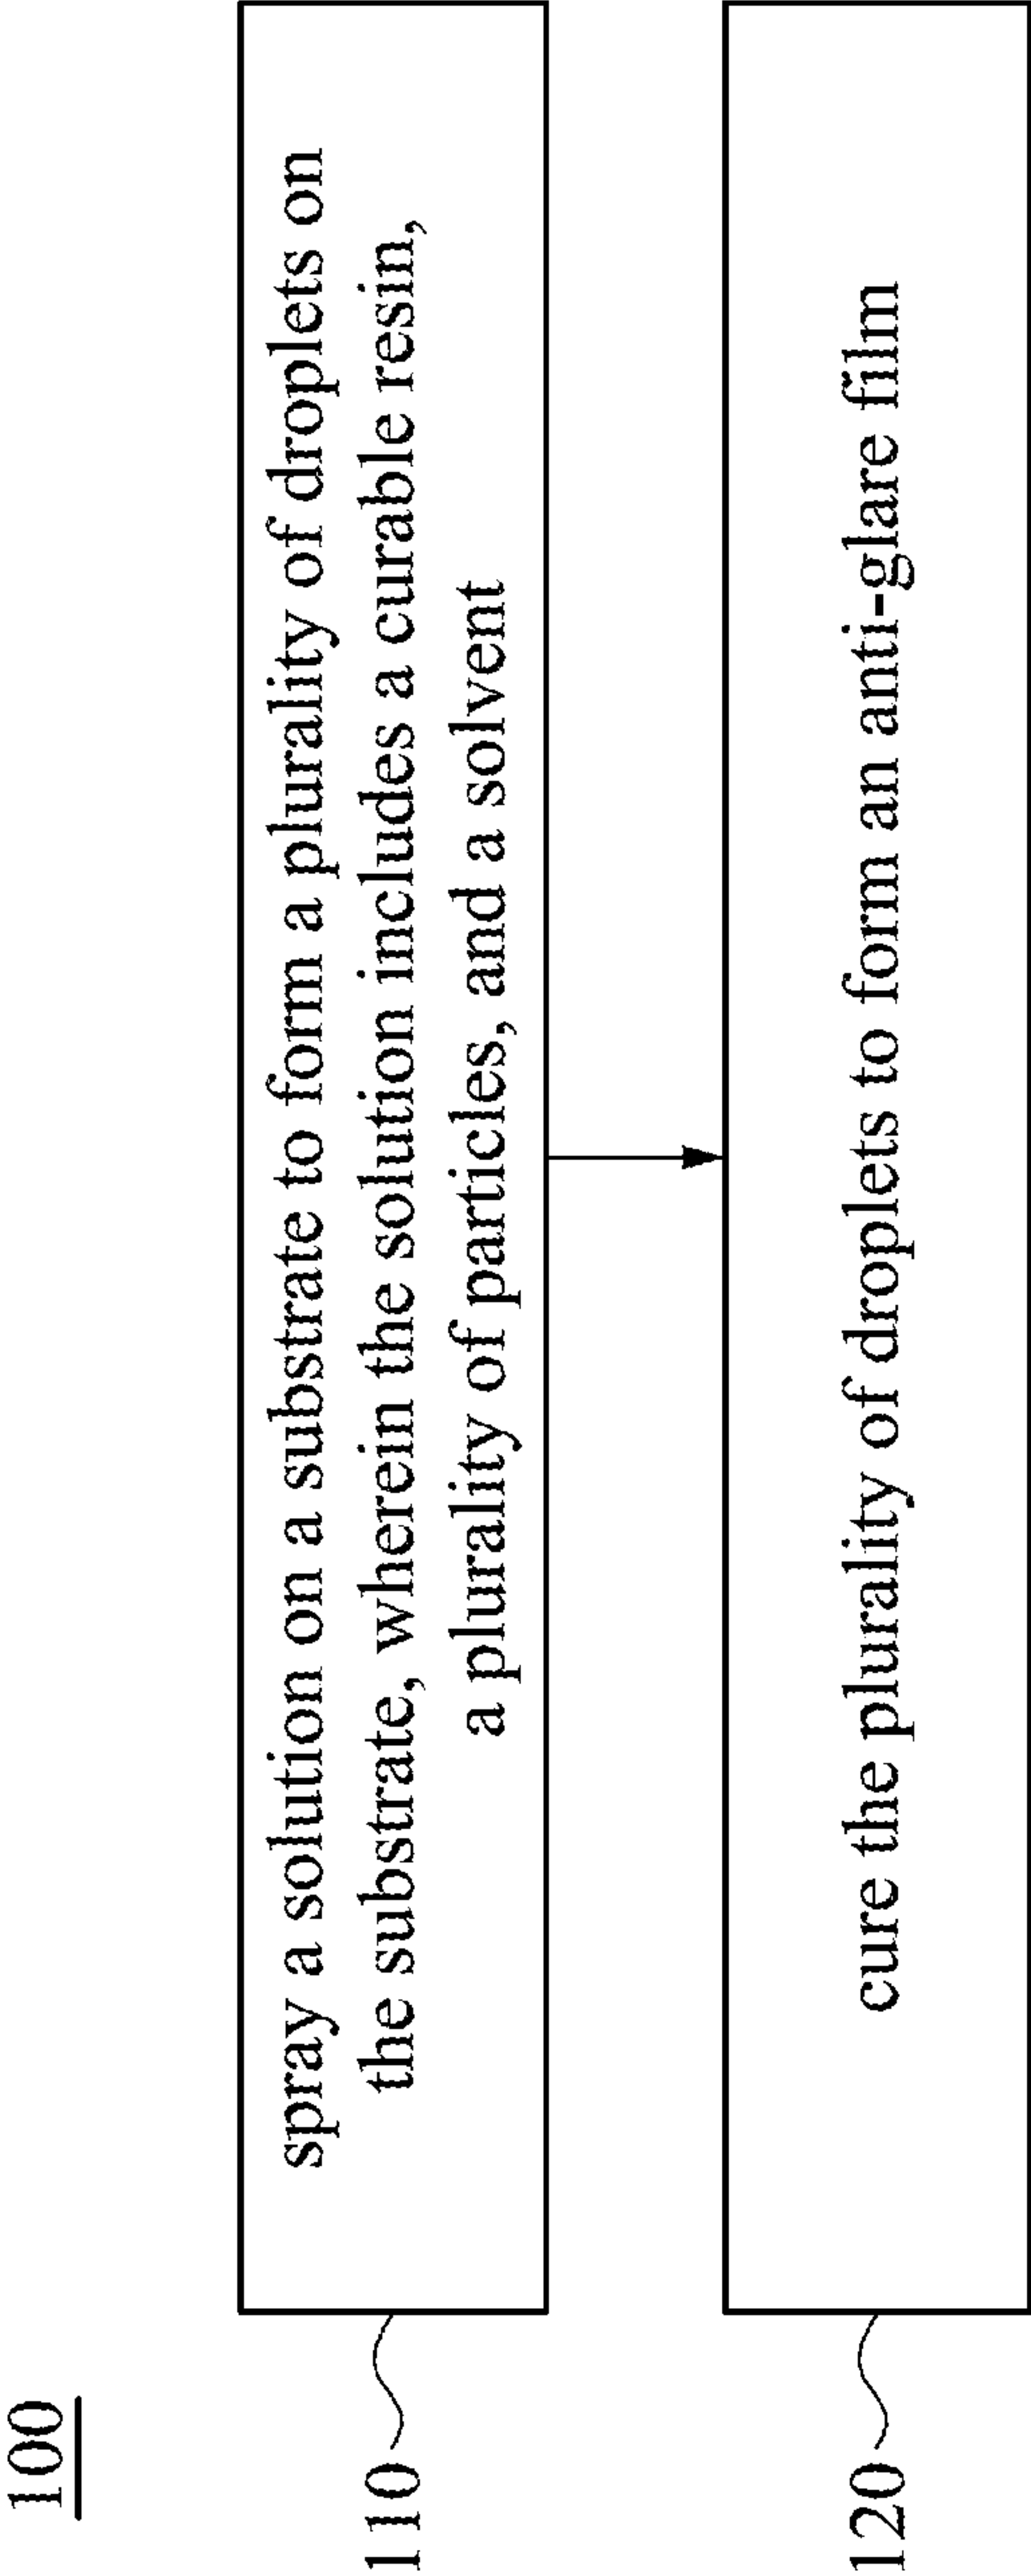 100
110
spray a solution on a substrate to form a plurality of droplets on
the substrate, wherein the solution includes a curable resin,
a plurality of particles, and a solvent
120
cure the plurality of droplets to form an anti-glare film